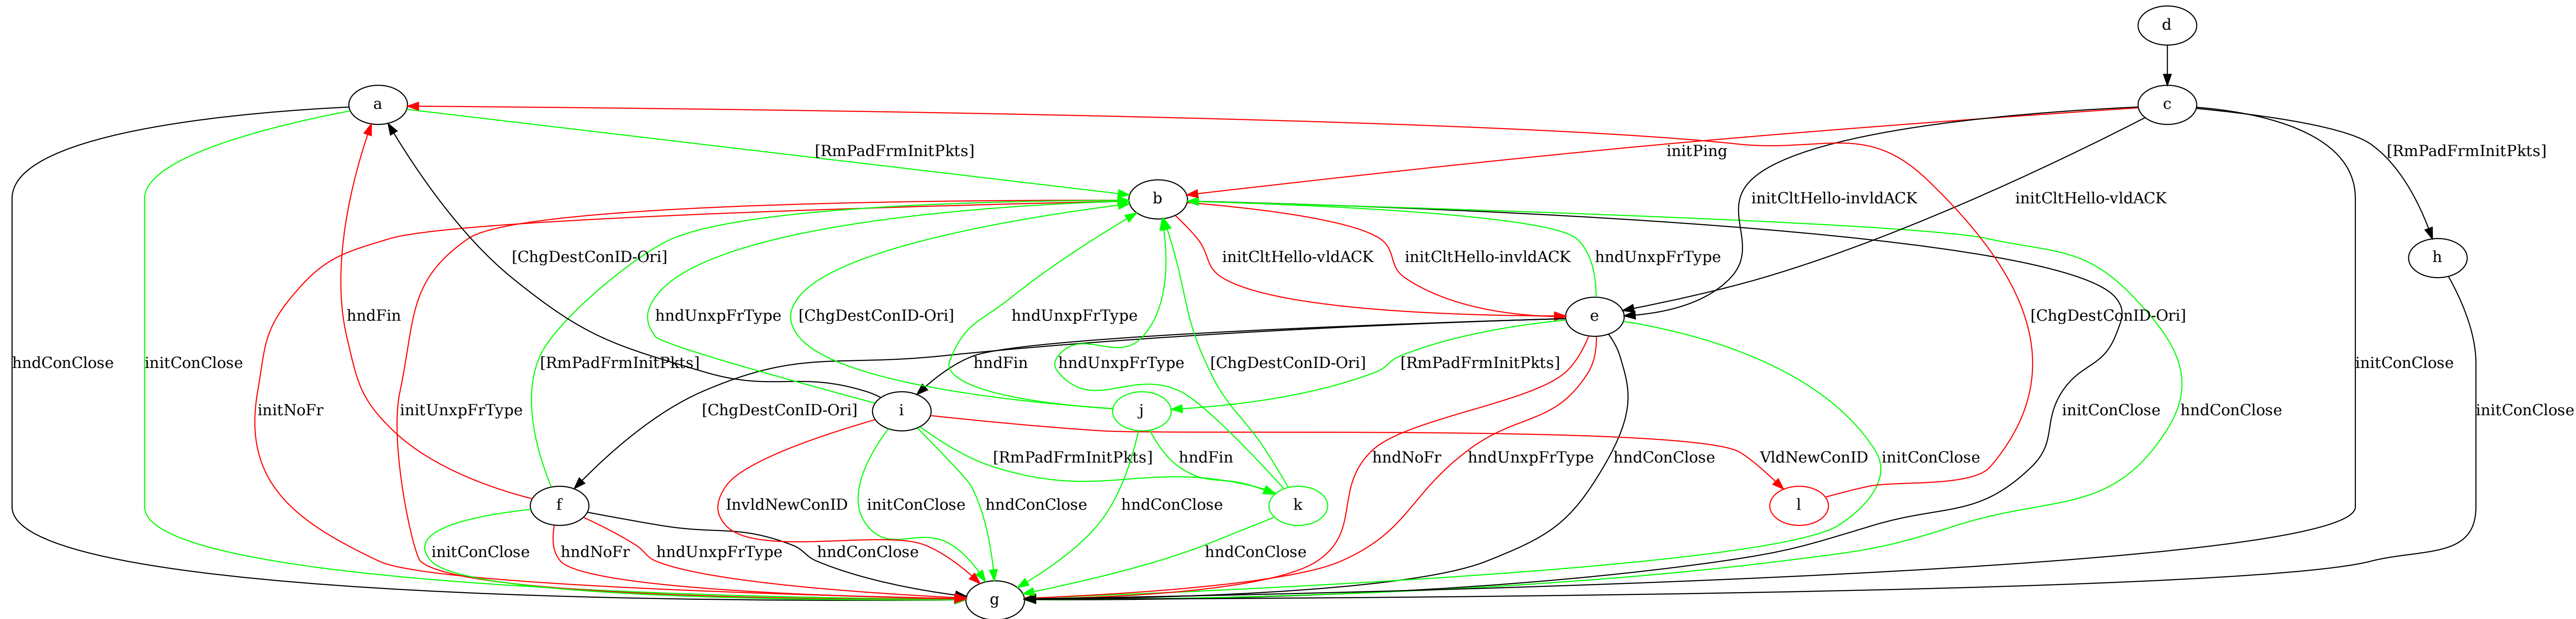 d
a
c
[RmPadFrmInitPkts]
initPing
[RmPadFrmInitPkts]
b
initCltHello-invldACK
initCltHello-vldACK
[ChgDestConID-Ori]
initCltHello-vldACK
initCltHello-invldACK
hndUnxpFrType
h
hndFin
hndUnxpFrType
[ChgDestConID-Ori]
hndUnxpFrType
e
[ChgDestConID-Ori]
hndConClose
initConClose
[RmPadFrmInitPkts]
hndFin
hndUnxpFrType
[ChgDestConID-Ori]
[RmPadFrmInitPkts]
initConClose
initNoFr
initUnxpFrType
[ChgDestConID-Ori]
i
j
initConClose
hndConClose
initConClose
[RmPadFrmInitPkts]
hndFin
hndNoFr
hndUnxpFrType
hndConClose
VldNewConID
initConClose
f
InvldNewConID
initConClose
hndConClose
hndConClose
k
l
initConClose
hndNoFr
hndUnxpFrType
hndConClose
hndConClose
g